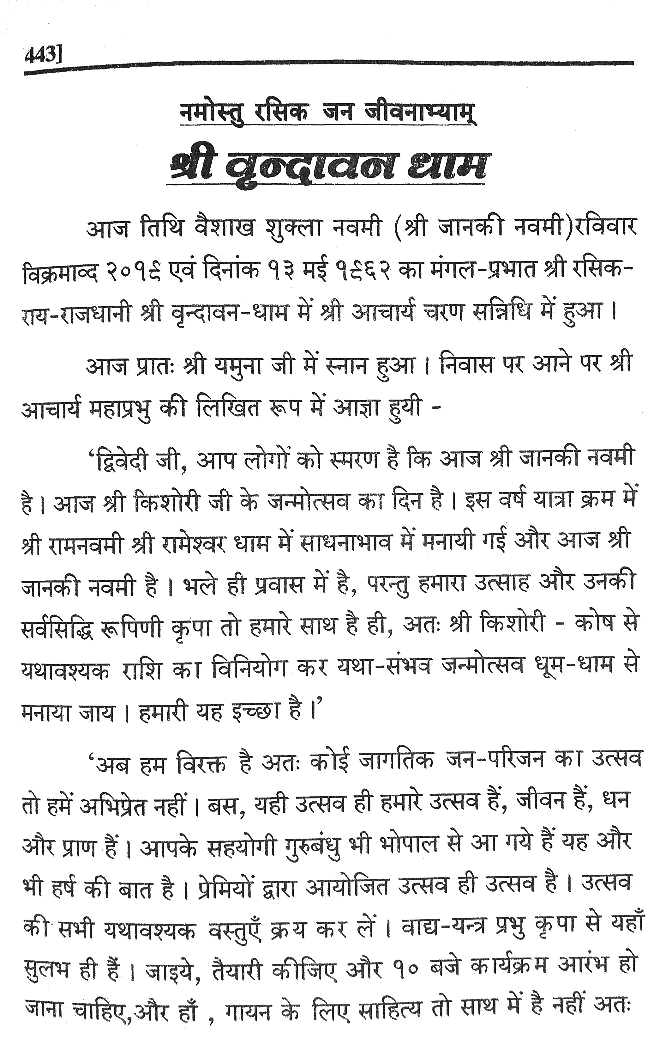 443]
नमोस्तु रसिक जन जीवनाभ्याम्
श्री वृन्दावन धाम
आज तिथि वैशाख शुक्ला नवमी (श्री जानकी नवमी)रविवार
विक्रमाव्द २०१९ एवं दिनांक १३ मई १९६२ का मंगल-प्रभात श्री रसिक-
राय-राजधानी श्री वृन्दावन-धाम में श्री आचार्य चरण सन्निधि में हुआ ।
आज प्रातः श्री यमुना जी में स्नान हुआ । निवास पर आने पर श्री
आचार्य महाप्रभु की लिखित रूप में आज्ञा हुयी -
‘द्विवेदी जी, आप लोगों को स्मरण है कि आज श्री जानकी नवमी
है । आज श्री किशोरी जी के जन्मोत्सव का दिन है । इस वर्ष यात्रा क्रम में
श्री रामनवमी श्री रामेश्वर धाम में साधनाभाव में मनायी गई और आज श्री
जानकी नवमी है । भले ही प्रवास में है, परन्तु हमारा उत्साह और उनकी
सर्वसिद्धि रूपिणी कृपा तो हमारे साथ है ही, अतः श्री किशोरी - कोष से
यथावश्यक राशि का विनियोग कर यथा-संभव जन्मोत्सव धूम-धाम से
मनाया जाय । हमारी यह इच्छा है ।’
‘अब हम विरक्त है अतः कोई जागतिक जन-परिजन का उत्सव
तो हमें अभिप्रेत नहीं । बस, यही उत्सव ही हमारे उत्सव हैं, जीवन हैं, धन
और प्राण हैं । आपके सहयोगी गुरुबंधु भी भोपाल से आ गये हैं यह और
भी हर्ष की बात है । प्रेमियों द्वारा आयोजित उत्सव ही उत्सव है । उत्सव
की सभी यथावश्यक वस्तुएँ क्रय कर लें । वाद्य-यन्त्र प्रभु कृपा से यहाँ
सुलभ ही हैं । जाइये, तैयारी कीजिए और १० बजे कार्यक्रम आरंभ हो
जाना चाहिए,और हाँ , गायन के लिए साहित्य तो साथ में है नहीं अतः